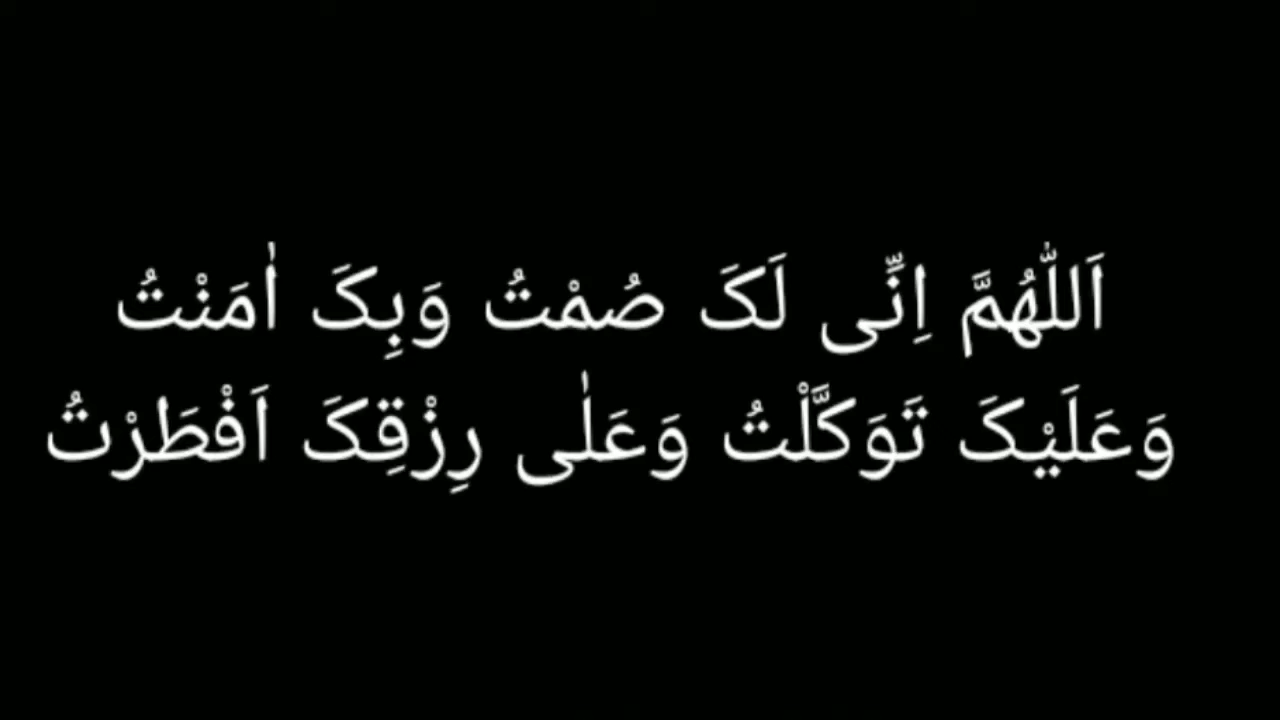 اَللّٰهُمَّ اِنِّی لَکَ صُمْتُ وَبِکَ اٰمَنْتُ
وَعَلَیْکَ تَوَکَّلْتُ وَعَلٰی رِزْقِکَ اَفْطَرْتُ